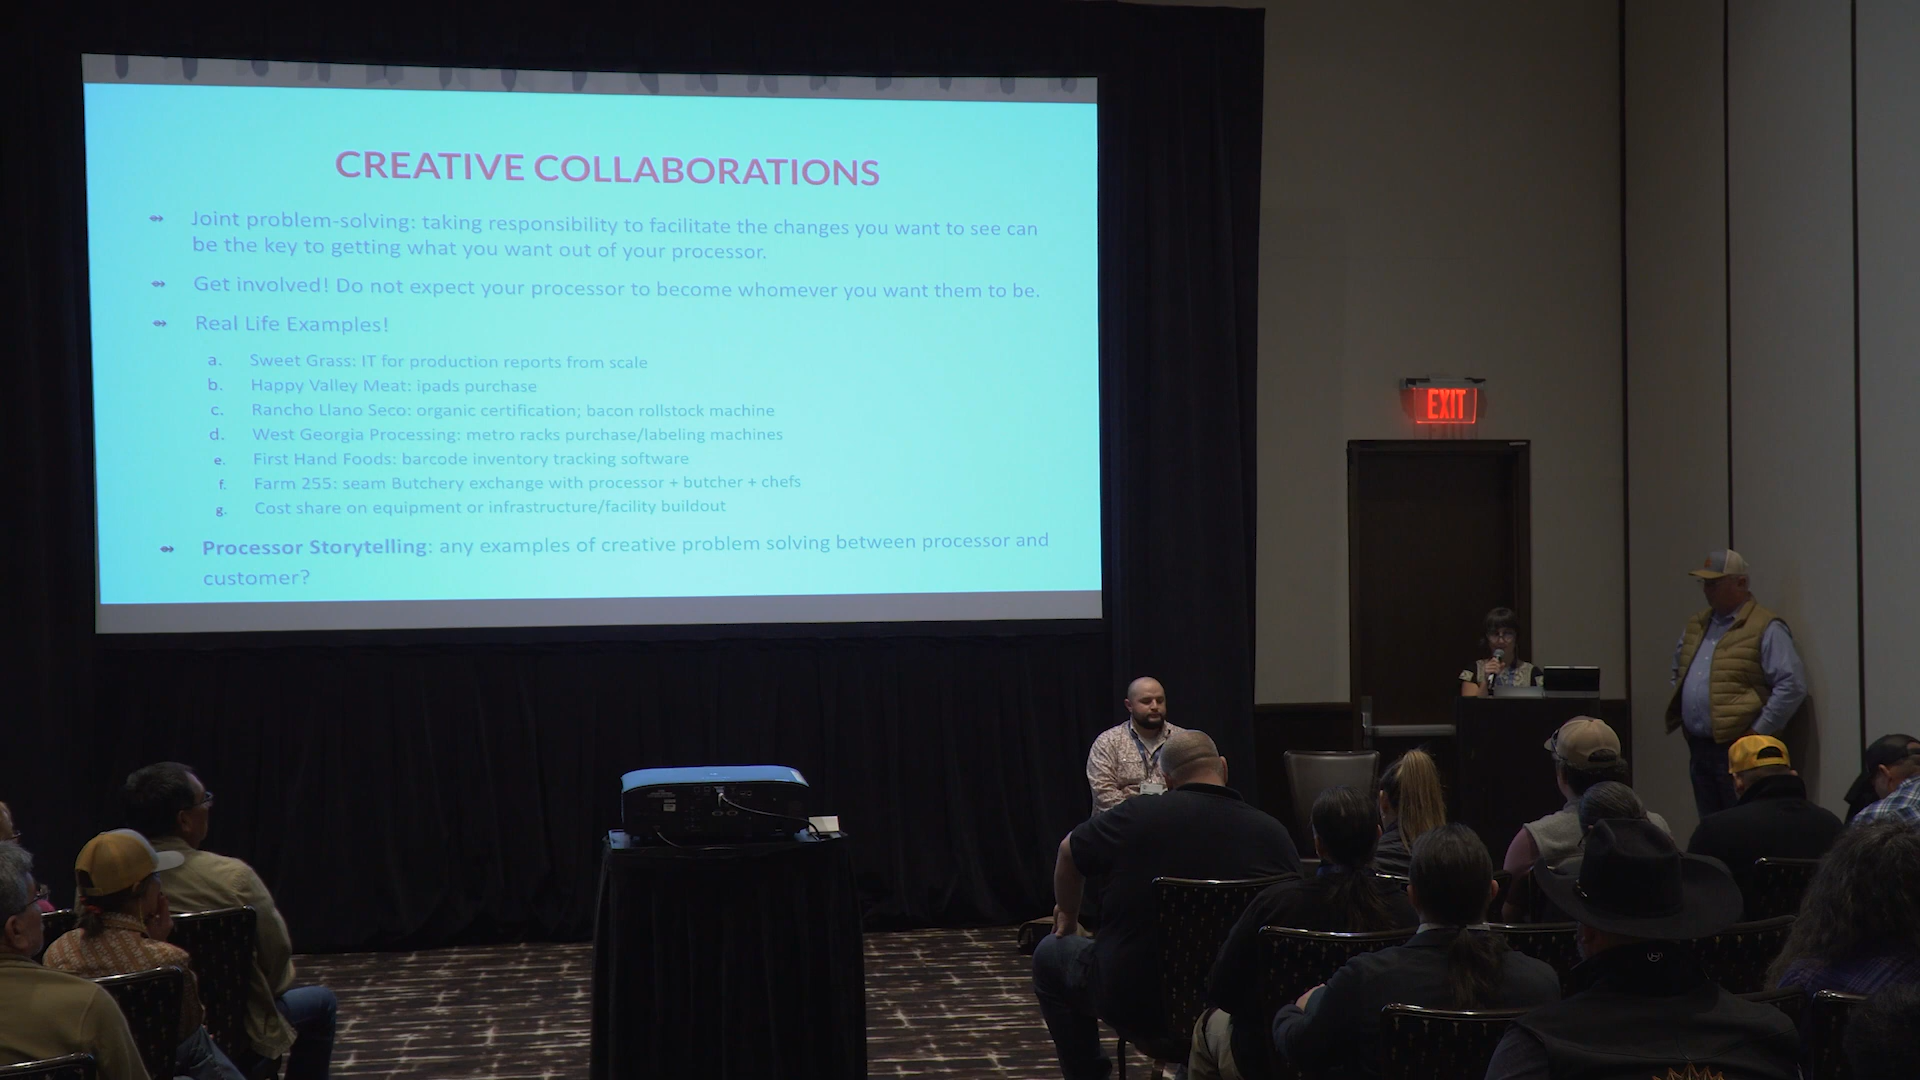 CREATIVE COLLABORATIONS
Joint problem-solving: taking responsibility to facilitate the changes you want to see can
be the key to getting what you want out of your processor.
Get involved! Do not expect your processor to become whomever you want them to be.
Real Life Examples!
a. Sweet Grass: IT for production reports from scale
b. Happy Valley Meat: ipads purchase
c. Rancho Llano Seco: organic certification; bacon rollstock machine
d. West Georgia Processing: metro racks purchase/labeling machines
e. First Hand Foods: barcode inventory tracking software
f. Farm 255: seam Butchery exchange with processor + butcher + chefs
g. Cost share on equipment or infrastructure/facility buildout
Processor Storytelling: any examples of creative problem solving between processor and
customer?
EXIT